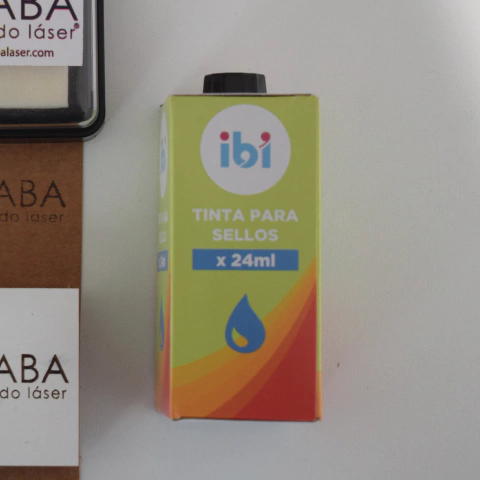 ABA
do láser®
alaser.com
ABA
do láser
ABA
do láser
ibi
TINTA PARA
SELLOS
x 24ml